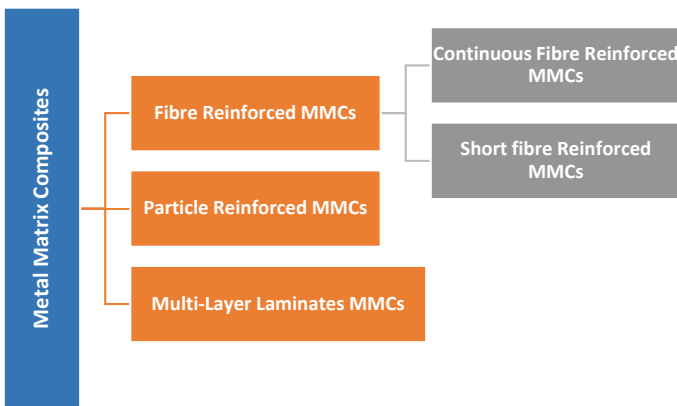 Metal Matrix Composites
Fibre Reinforced MMCs
Continuous Fibre Reinforced
MMCs
Short fibre Reinforced
MMCs
Particle Reinforced MMCs
Multi-Layer Laminates MMCs